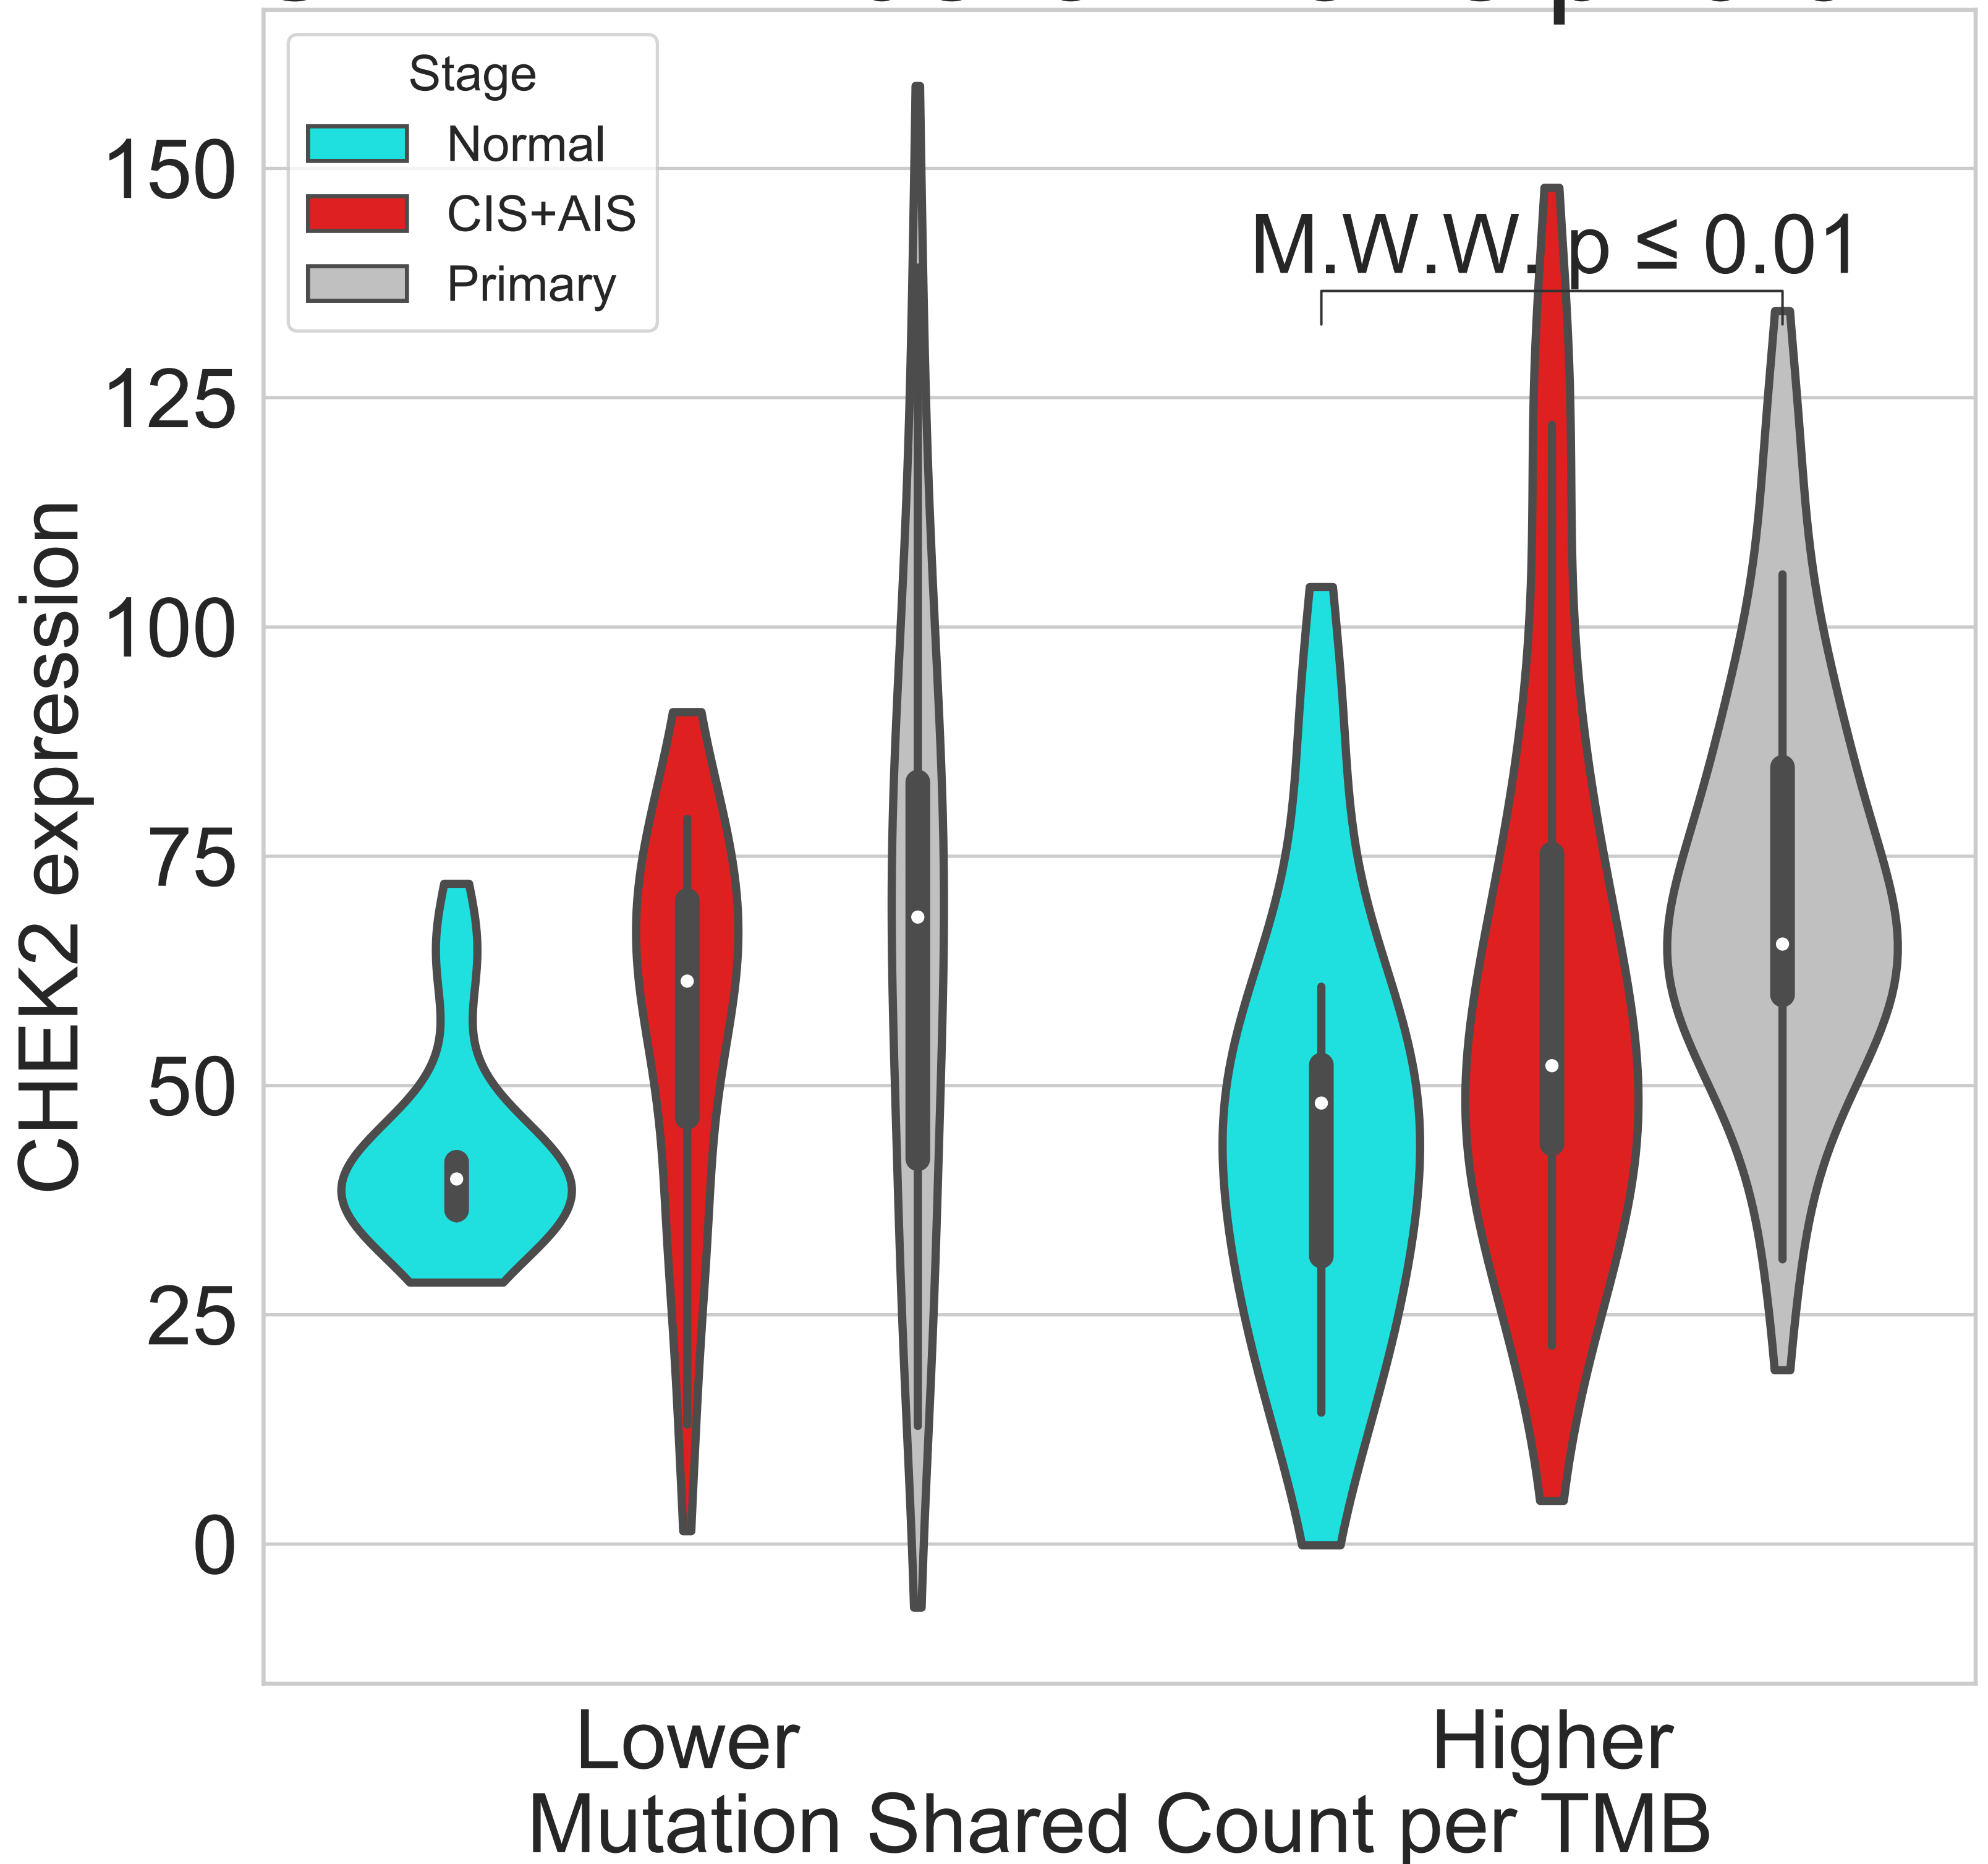 Stage
Normal
CIS+AIS
Primary
M.W.W. p ≤ 0.01
150
125
100
75
50
25
0
CHEK2 expression
Lower
Higher
Mutation Shared Count per TMB